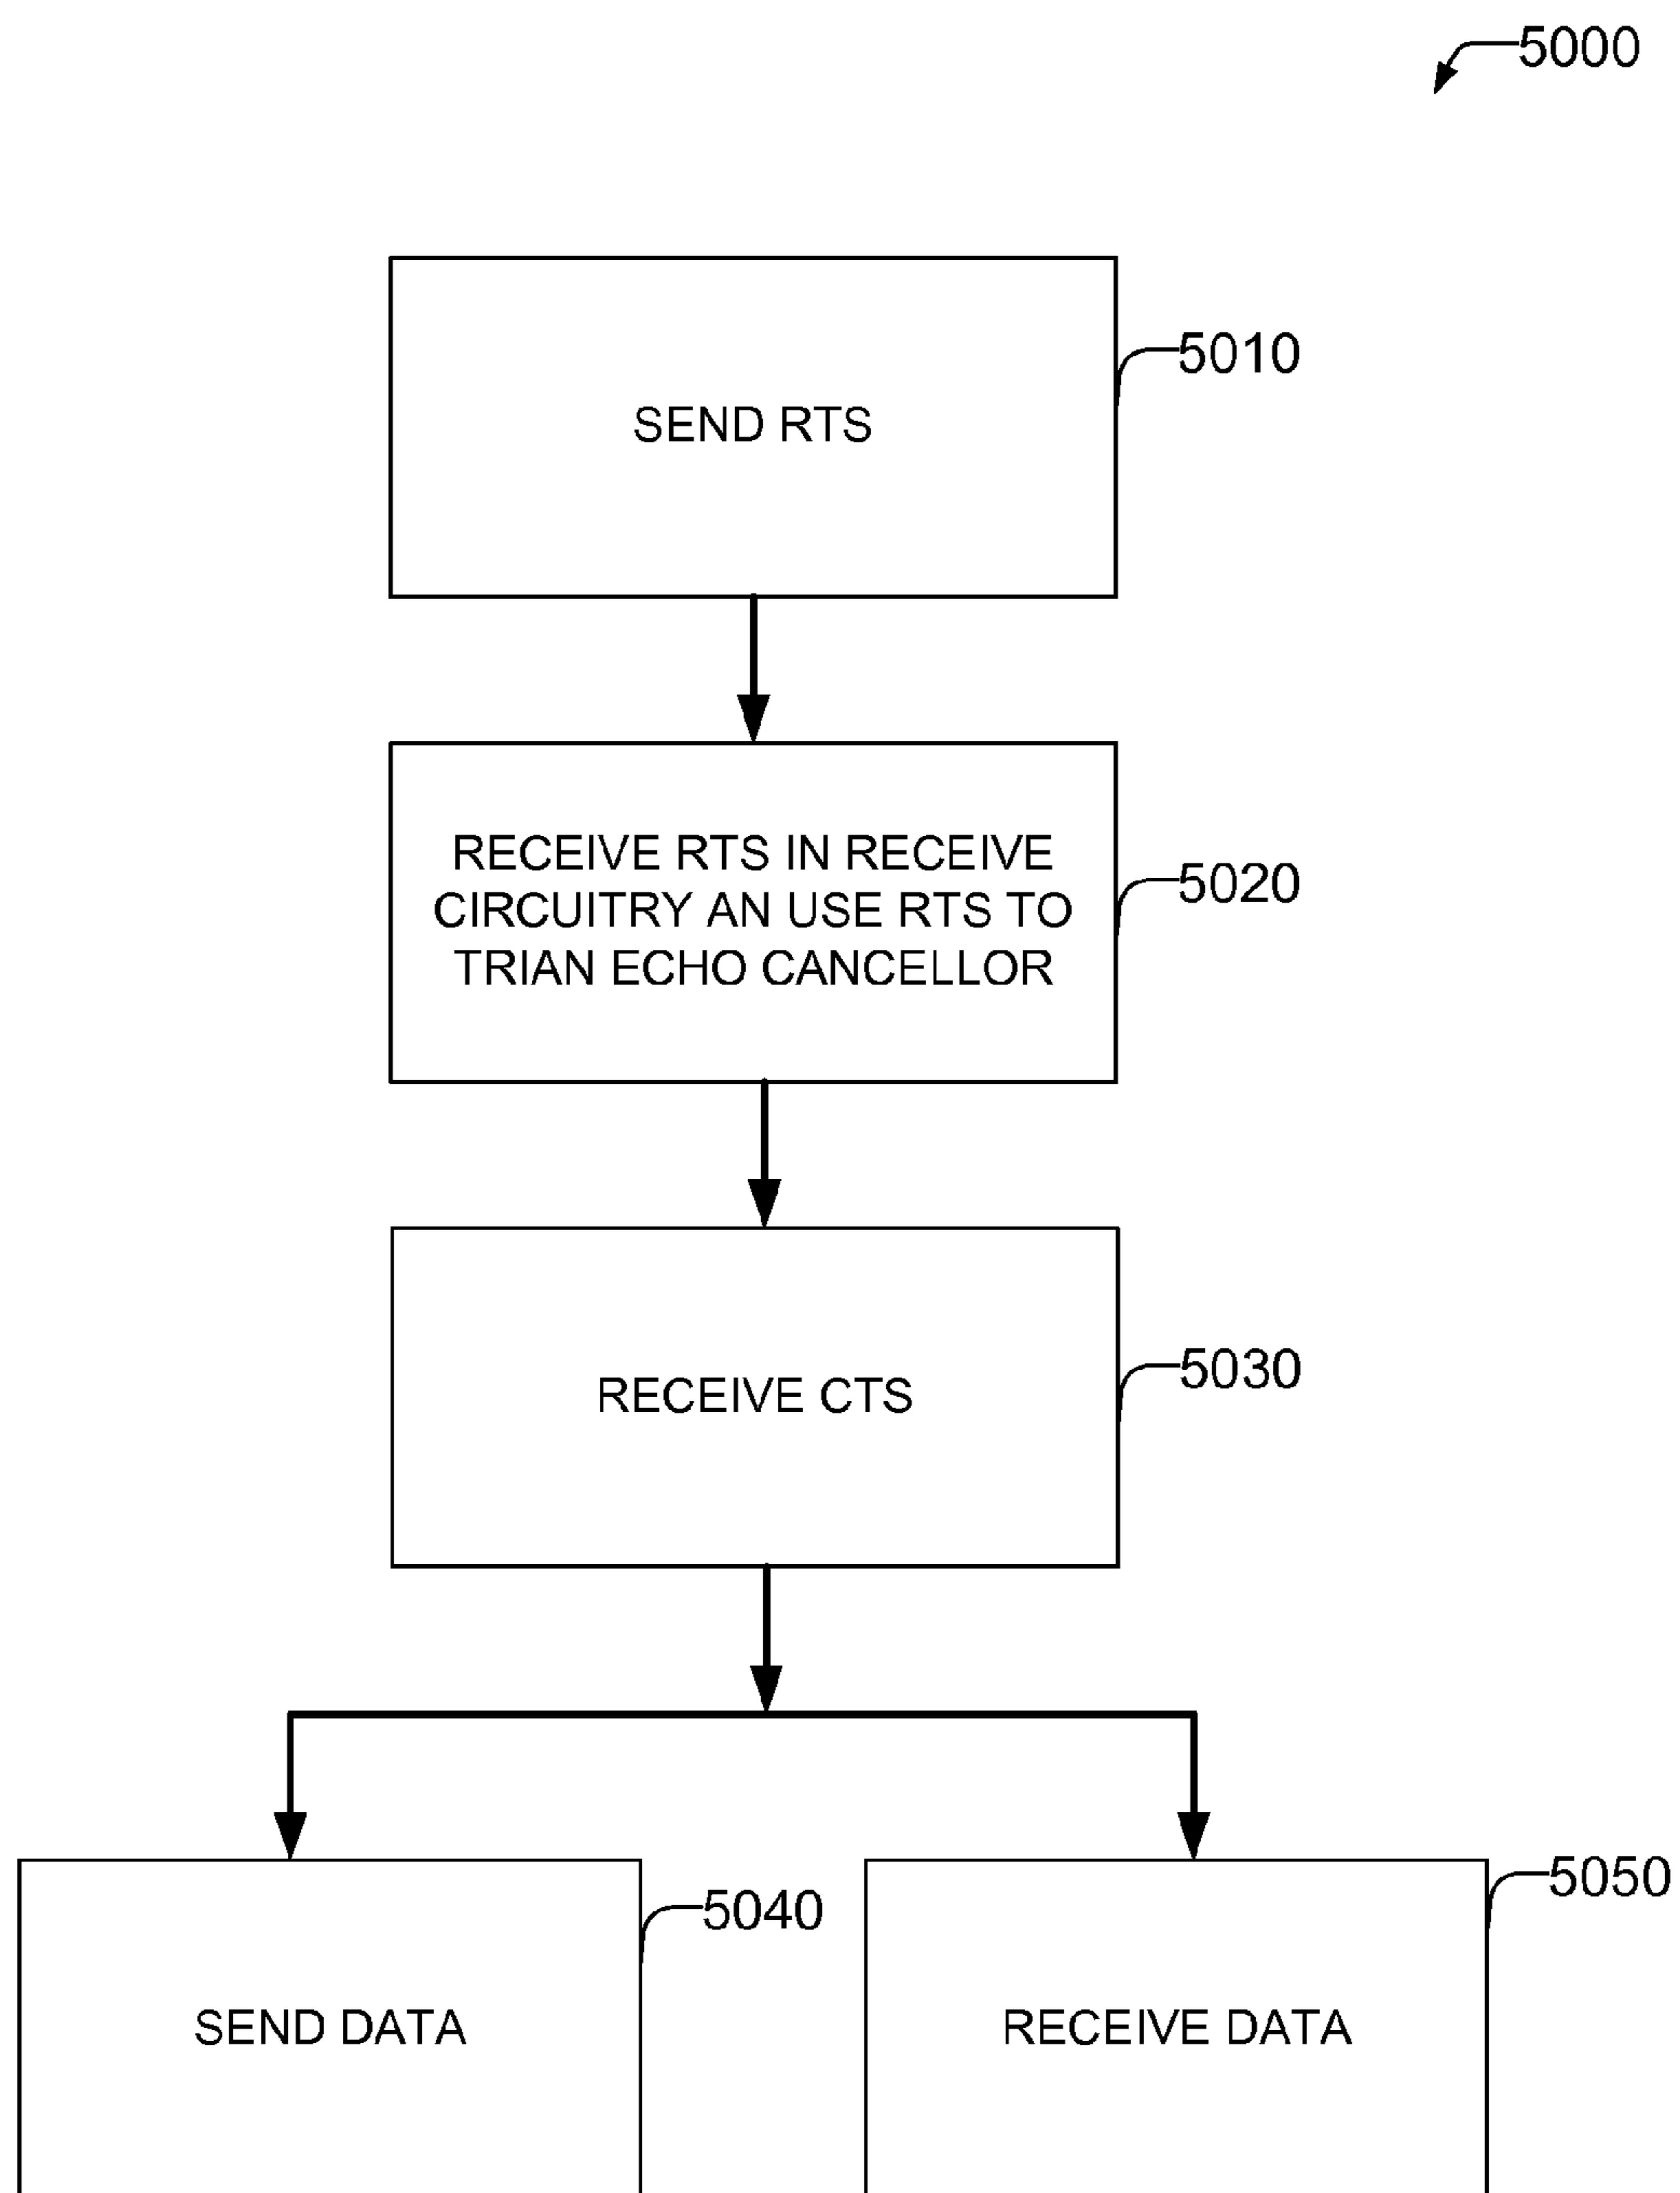 5000
5010
SEND RTS
RECEIVE RTS IN RECEIVE
CIRCUITRY AN USE RTS TO
TRIAN ECHO CANCELLOR
5020
RECEIVE CTS
5030
5040
SEND DATA
5050
RECEIVE DATA